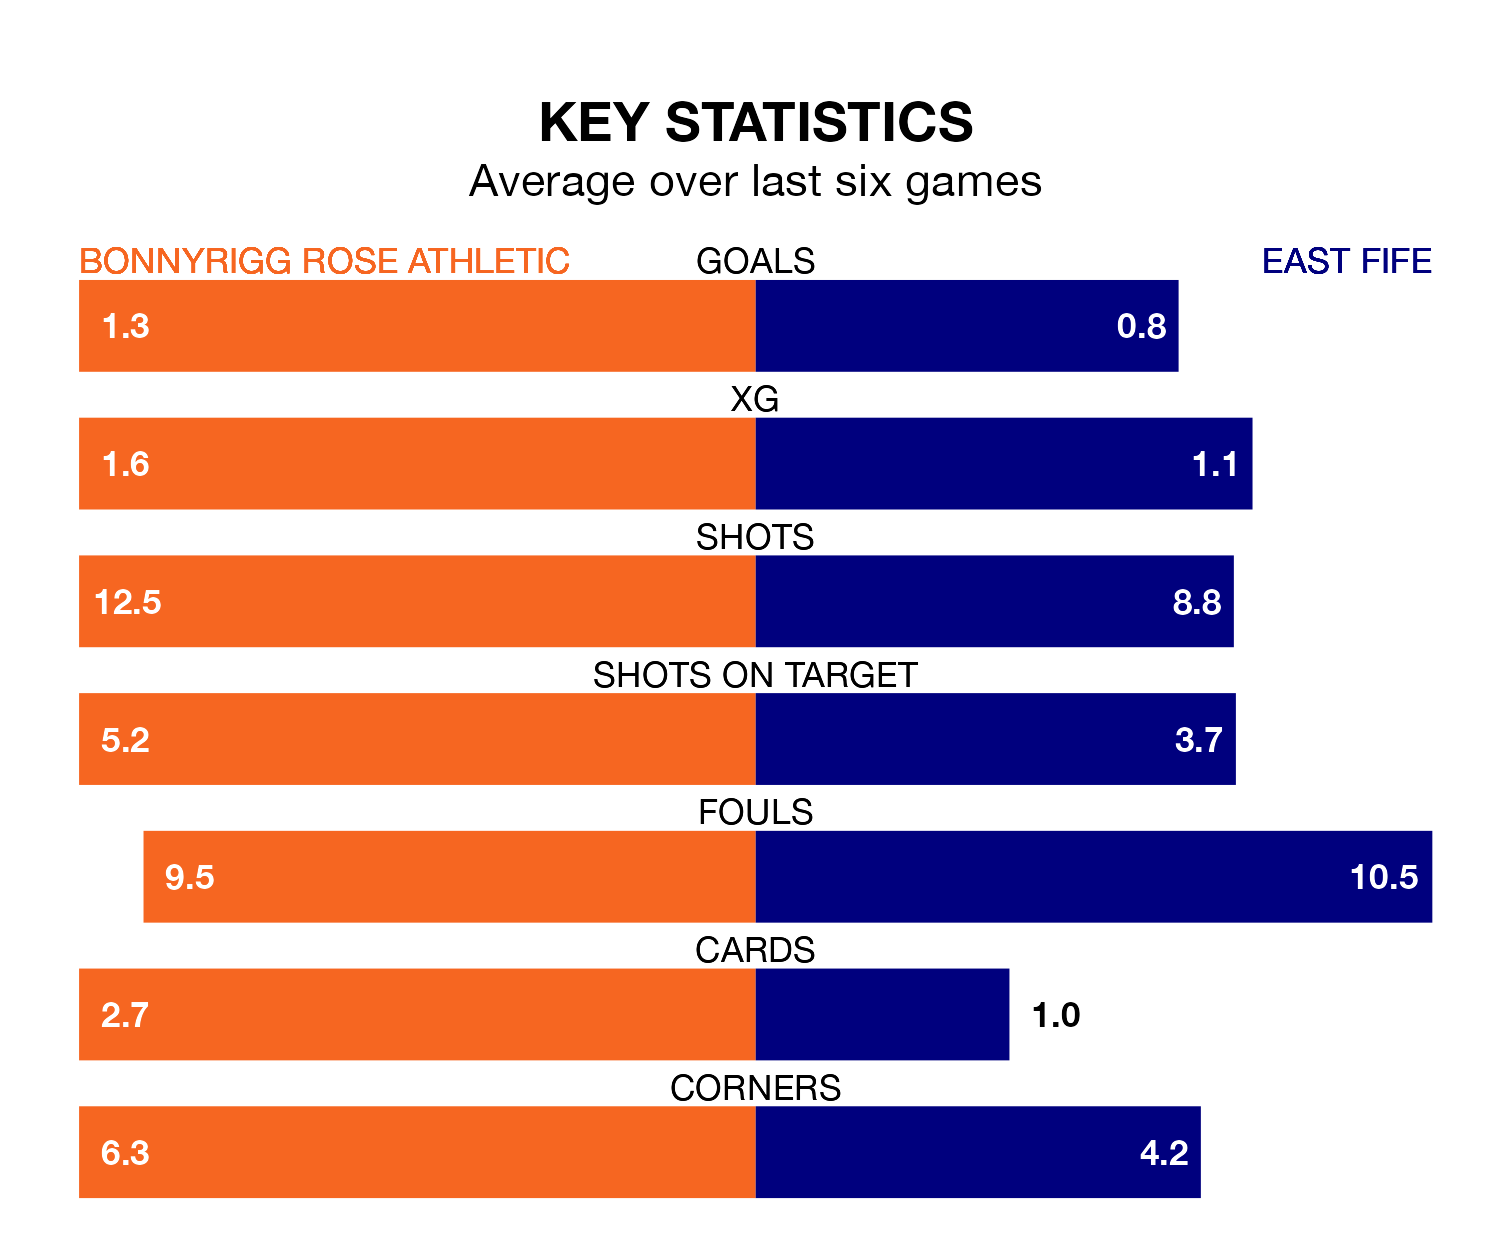 KEY STATISTICS
Average over last six games
BONNYRIGG ROSE ATHLETIC GOALS EAST FIFE
1.3 0.8
XG
1.6 1.1
SHOTS
12.5 8.8
SHOTS ON TARGET
5.2 3.7
FOULS
9.5 10.5
CARDS
2.7 1.0
CORNERS
6.3 4.2